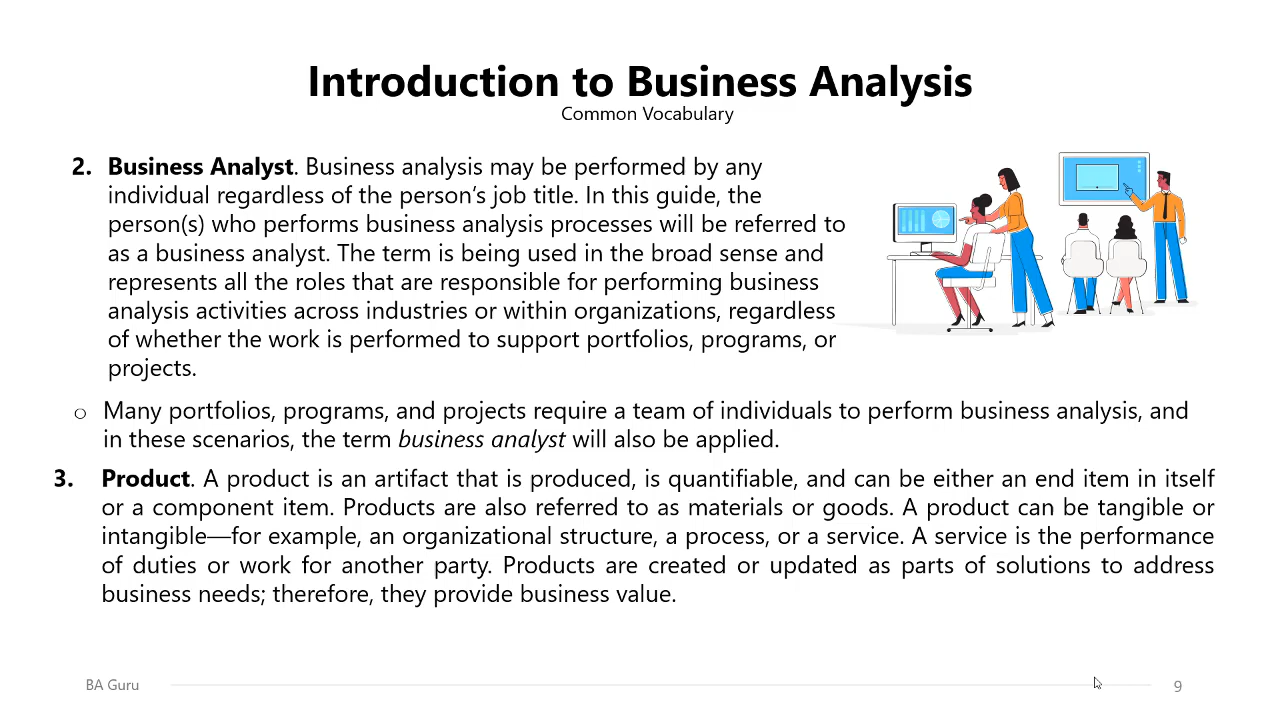 Introduction to Business Analysis
Common Vocabulary
2. Business Analyst. Business analysis may be performed by any
individual regardless of the person’s job title. In this guide, the
person(s) who performs business analysis processes will be referred to
as a business analyst. The term is being used in the broad sense and
represents all the roles that are responsible for performing business
analysis activities across industries or within organizations, regardless
of whether the work is performed to support portfolios, programs, or
projects.
o Many portfolios, programs, and projects require a team of individuals to perform business analysis, and
in these scenarios, the term business analyst will also be applied.
3. Product. A product is an artifact that is produced, is quantifiable, and can be either an end item in itself
or a component item. Products are also referred to as materials or goods. A product can be tangible or
intangible—for example, an organizational structure, a process, or a service. A service is the performance
of duties or work for another party. Products are created or updated as parts of solutions to address
business needs; therefore, they provide business value.
BA Guru
9